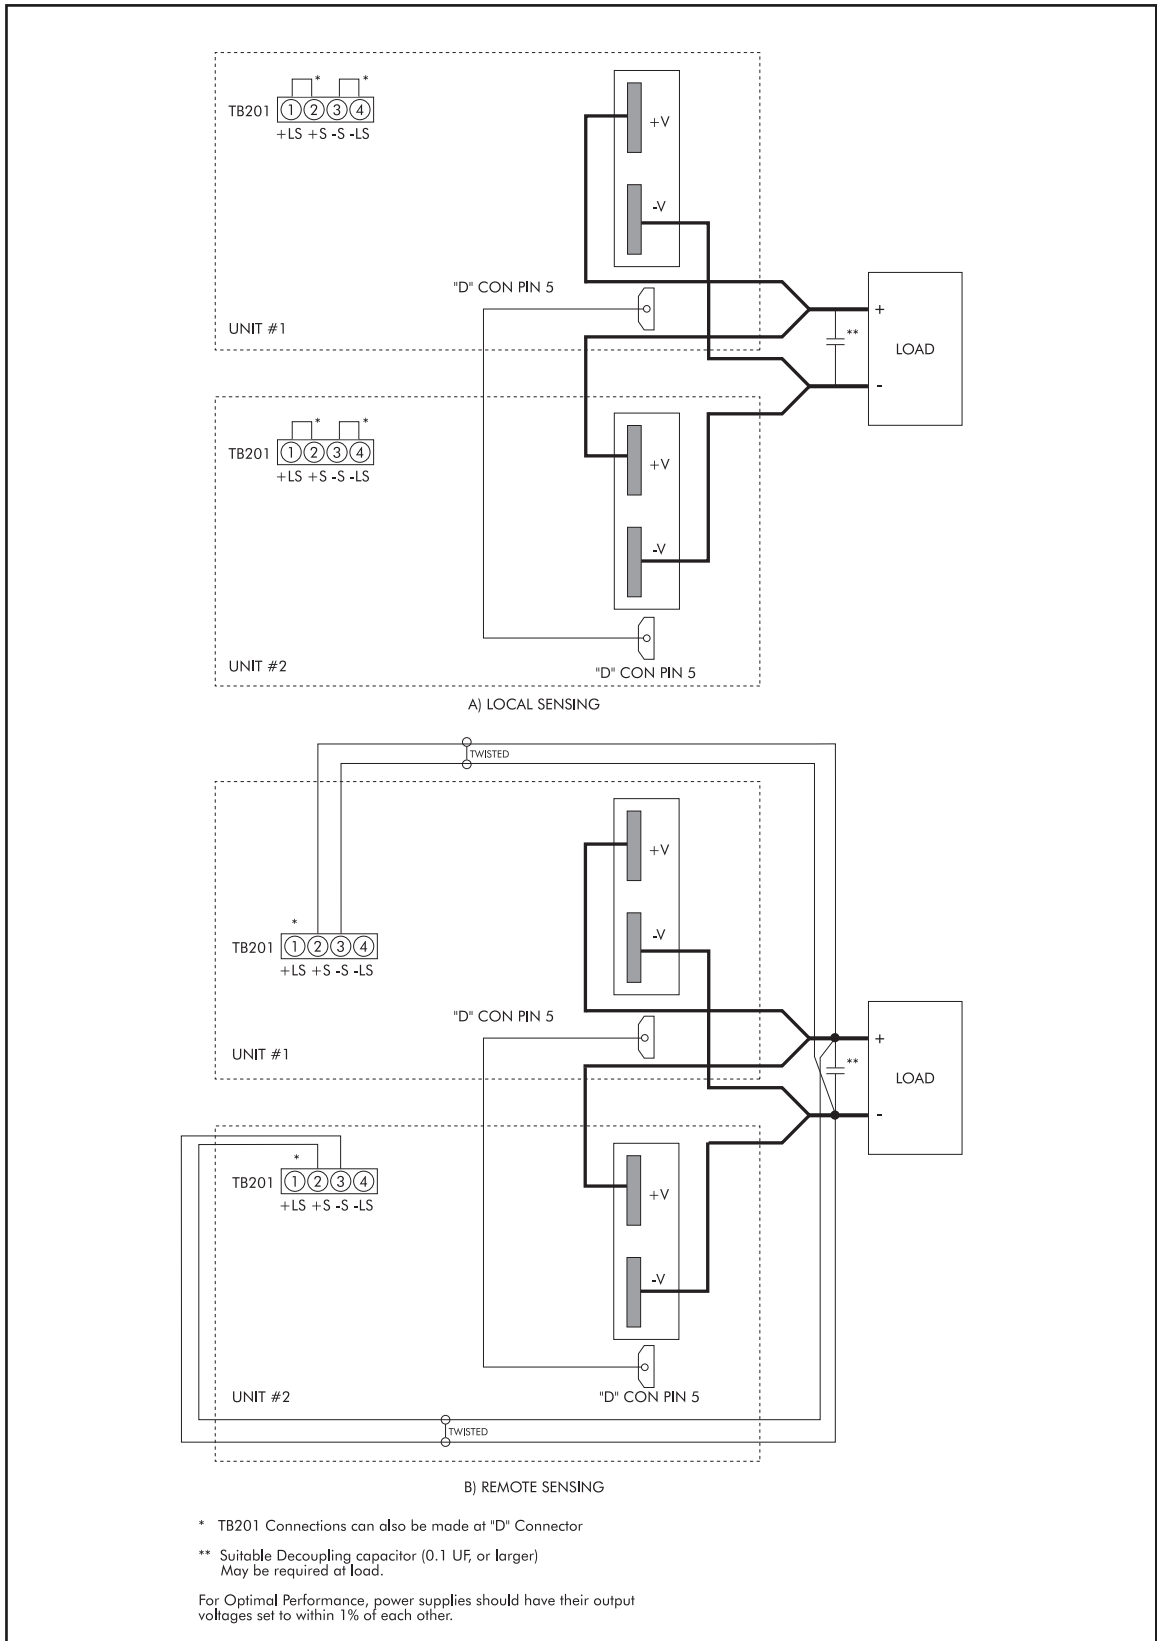 * *
TB201 1 2 3 4
+LS +S -S -LS
+V
-V
"D" CON PIN 5
UNIT #1
+
**
LOAD
-
* *
TB201 1 2 3 4
+LS +S -S -LS
+V
-V
UNIT #2
"D" CON PIN 5
A) LOCAL SENSING
TWISTED
+V
*
TB201 1 2 3 4
+LS +S -S -LS
-V
"D" CON PIN 5
UNIT #1
+
**
LOAD
-
*
TB201 1 2 3 4
+LS +S -S -LS
+V
-V
UNIT #2
"D" CON PIN 5
TWISTED
B) REMOTE SENSING
* TB201 Connections can also be made at "D" Connector
** Suitable Decoupling capacitor (0.1 UF, or larger)
May be required at load.
For Optimal Performance, power supplies should have their output
voltages set to within 1% of each other.